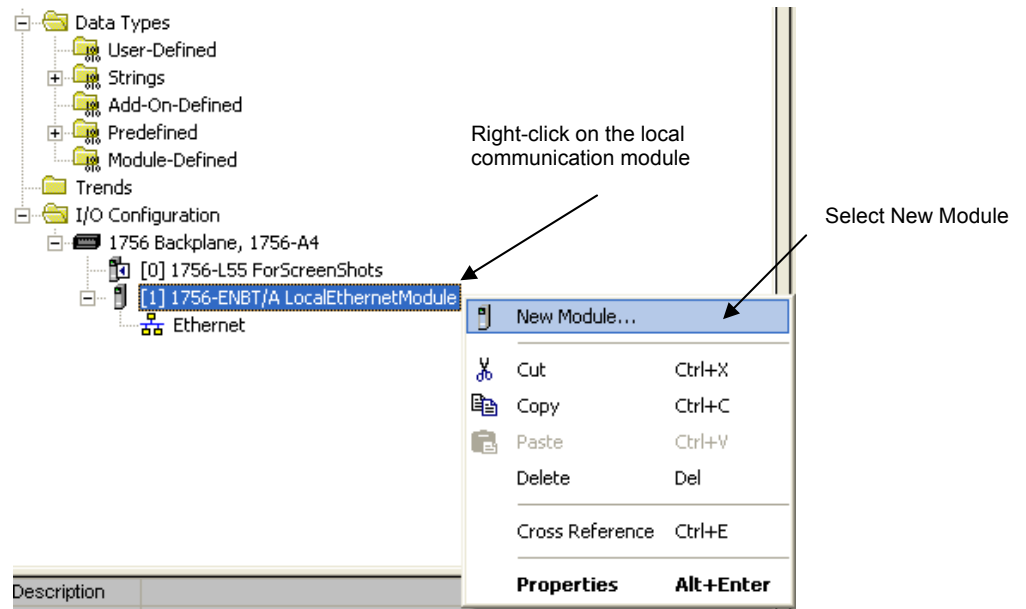 Data Types
User-Defined
Strings
Add-On-Defined
Predefined
Module-Defined
Trends
I/O Configuration
1756 Backplane, 1756-A4
[0] 1756-L55 ForScreenShots
[1] 1756-ENBT/A LocalEthernetModule
Ethernet
Right-click on the local
communication module
Select New Module
New Module...
Cut Ctrl+X
Copy Ctrl+C
Paste Ctrl+V
Delete Del
Cross Reference Ctrl+E
Properties Alt+Enter
Description